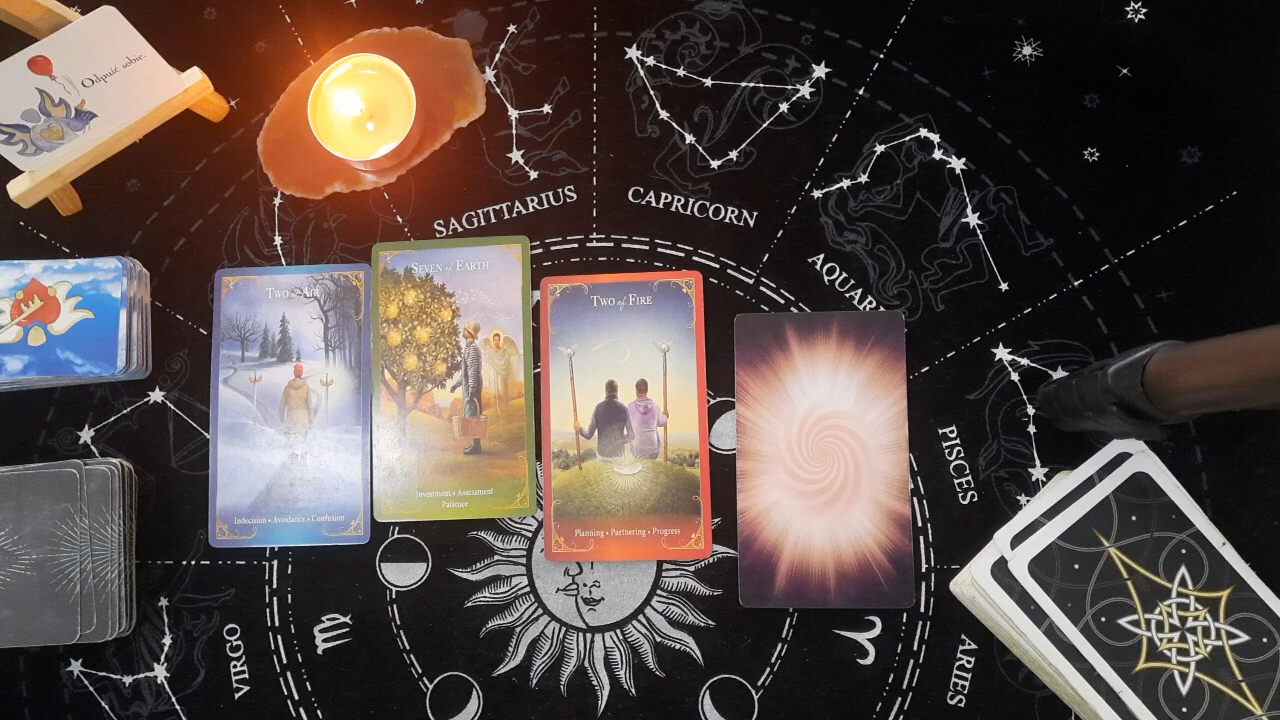 Odpuść sobie.
SAGITTARIUS
CAPRICORN
AQUAR
PISCES
ARIES
VIRGO
Two of Air
Indecision • Avoidance • Confusion
Seven of Earth
Investment • Assessment
Patience
Two of Fire
Planning • Partnering • Progress